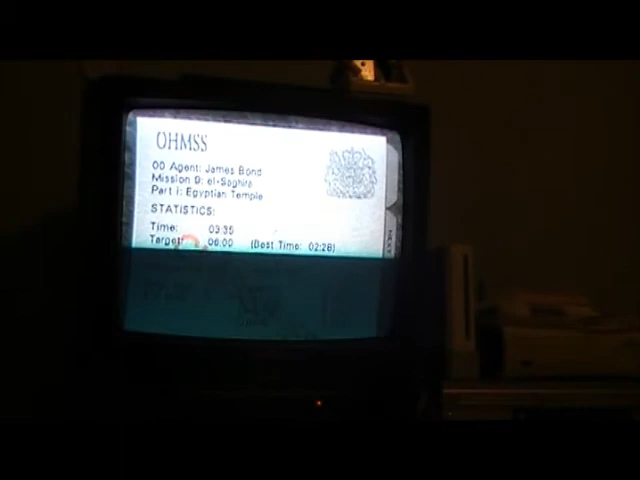 OHMSS
00 Agent: James Bond
Mission 9: el-Saghira
Part i: Egyptian Temple
STATISTICS:
Time: 03:35
Target: 06:00 (Best Time: 02:28)
NEXT